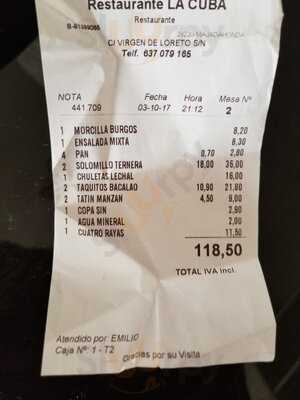 Restaurante LA CUBA
Restaurante
B-81989065
C/ VIRGEN DE LORETO S/N
28220-MAJADAHONDA
Telf. 637 079 165
NOTA Fecha Hora Mesa Nº
441.709 03-10-17 21:12 2
1 MORCILLA BURGOS 8,20
1 ENSALADA MIXTA 8,30
4 PAN 0,70 2,80
2 SOLOMILLO TERNERA 18,00 36,00
1 CHULETAS LECHAL 16,00
2 TAQUITOS BACALAO 10,90 21,80
2 TATIN MANZAN 4,50 9,00
1 COPA SIN 2,90
1 AGUA MINERAL 2,00
1 CUATRO RAYAS 11,50
118,50
TOTAL IVA incl.
Atendido por: EMILIO
Caja Nº: 1 - T2
Gracias por su Visita